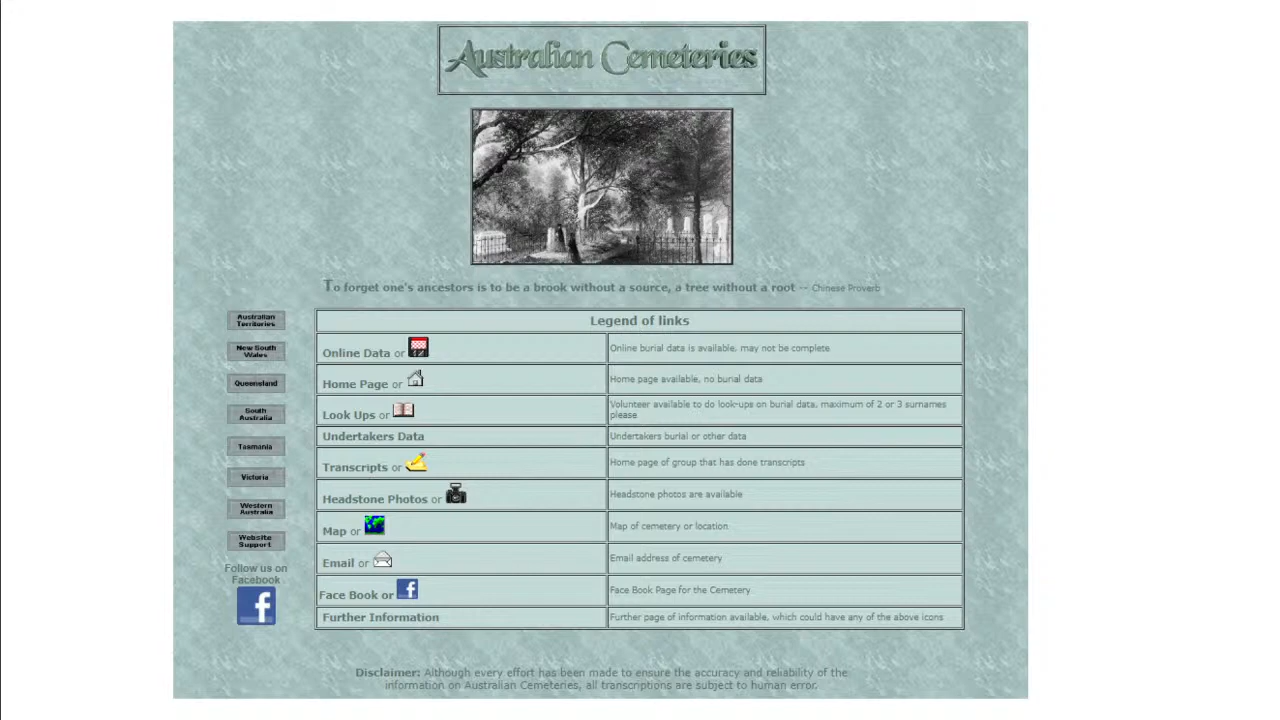 Australian Cemeteries
To forget one's ancestors is to be a brook without a source, a tree without a root -- Chinese Proverb
Australian
Territories
New South
Wales
Queensland
South
Australia
Tasmania
Victoria
Western
Australia
Website
Support
Follow us on
Facebook
Legend of links
Online Data or
Online burial data is available, may not be complete
Home Page or
Home page available, no burial data
Look Ups or
Volunteer available to do look-ups on burial data, maximum of 2 or 3 surnames
please
Undertakers Data
Undertakers burial or other data
Transcripts or
Home page of group that has done transcripts
Headstone Photos or
Headstone photos are available
Map or
Map of cemetery or location
Email or
Email address of cemetery
Face Book or
Face Book Page for the Cemetery
Further Information
Further page of information available, which could have any of the above icons
Disclaimer: Although every effort has been made to ensure the accuracy and reliability of the
information on Australian Cemeteries, all transcriptions are subject to human error.